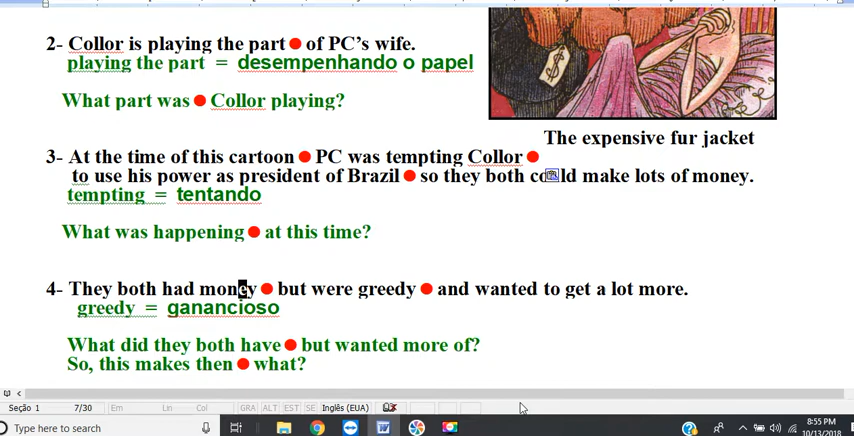 2- Collor is playing the part ● of PC's wife.
playing the part = desempenhando o papel
What part was ● Collor playing?
The expensive fur jacket
3- At the time of this cartoon ● PC was tempting Collor ●
to use his power as president of Brazil ● so they both could make lots of money.
tempting = tentando
What was happening ● at this time?
4- They both had money ● but were greedy ● and wanted to get a lot more.
greedy = ganancioso
What did they both have ● but wanted more of?
So, this makes then ● what?
Seção 1 7/30 Em Lin Col GRA ALT EST SE Inglês (EUA)
Type here to search
8:55 PM
10/13/2018